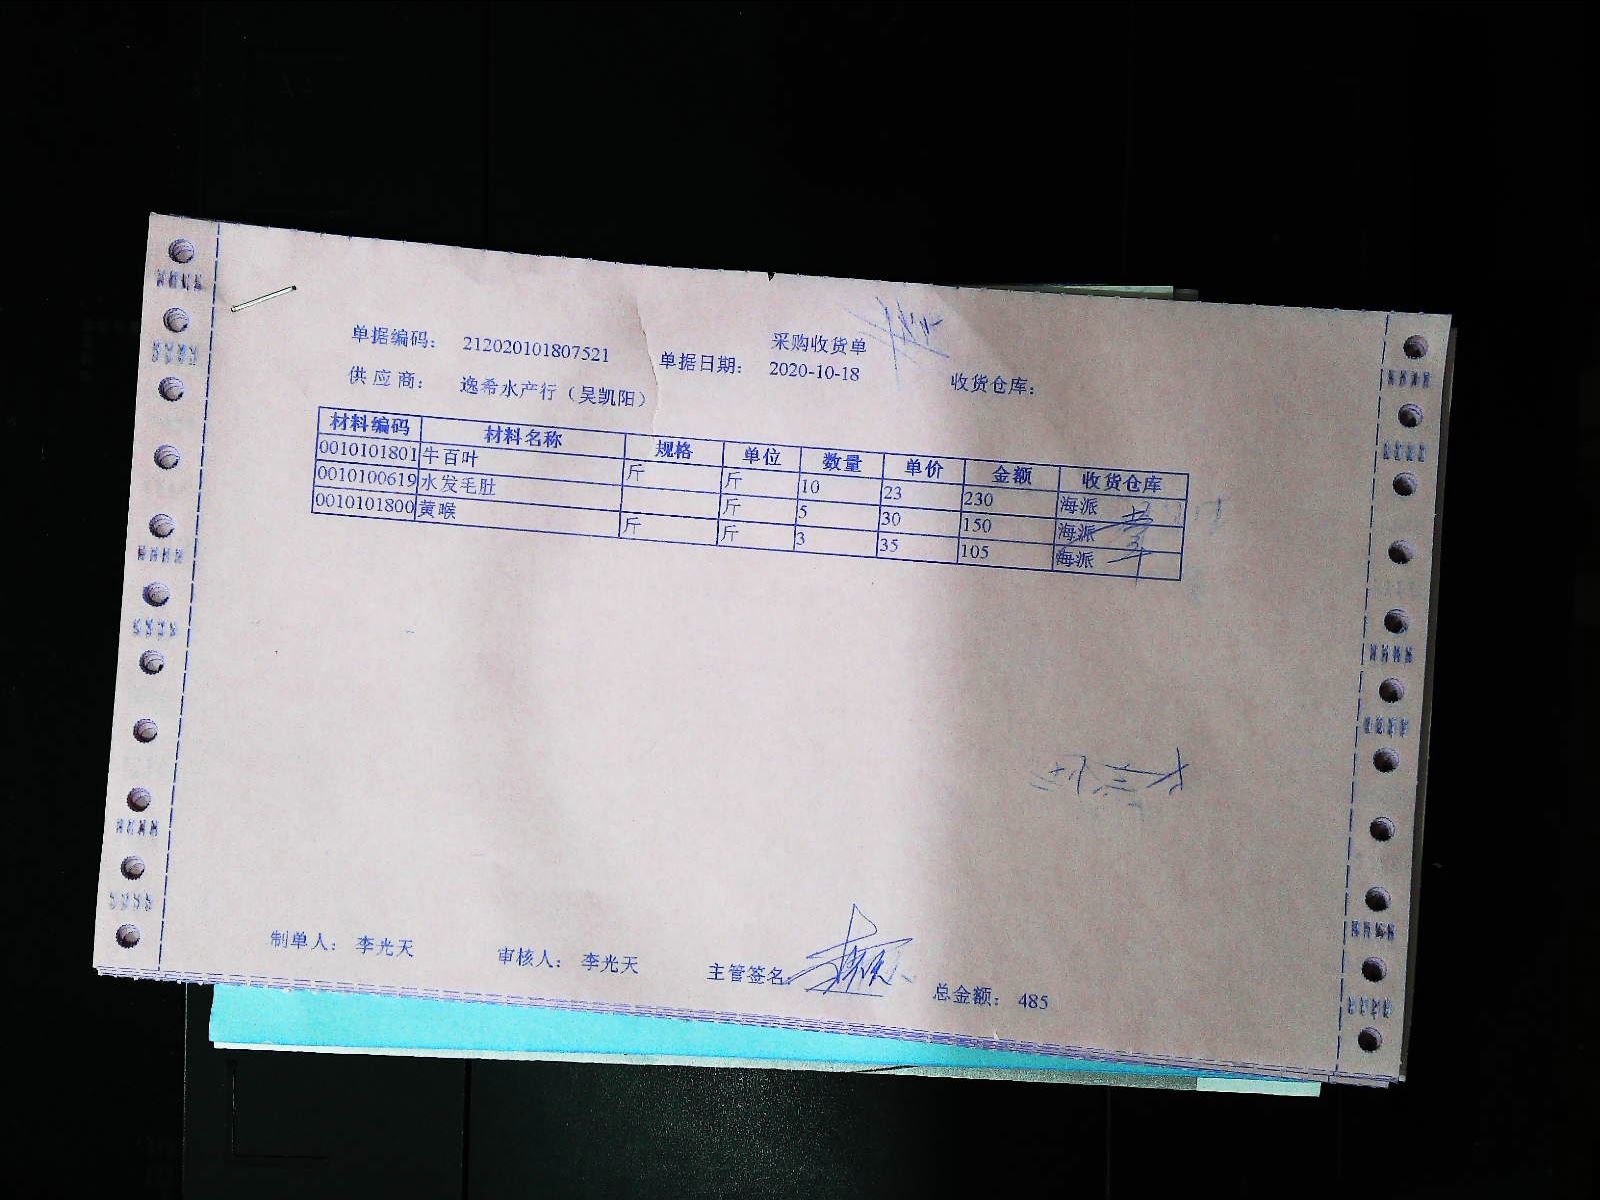 采购收货单
单据编码： 212020101807521 单据日期： 2020-10-18 收货仓库：
供 应 商： 逸希水产行（吴凯阳）
材料编码 材料名称 规格 单位 数量 单价 金额 收货仓库
0010101801 牛百叶 斤 斤 10 23 230 海派
0010100619 水发毛肚 斤 5 30 150 海派
0010101800 黄喉 斤 斤 3 35 105 海派
制单人： 李光天 审核人： 李光天 主管签名： 总金额： 485